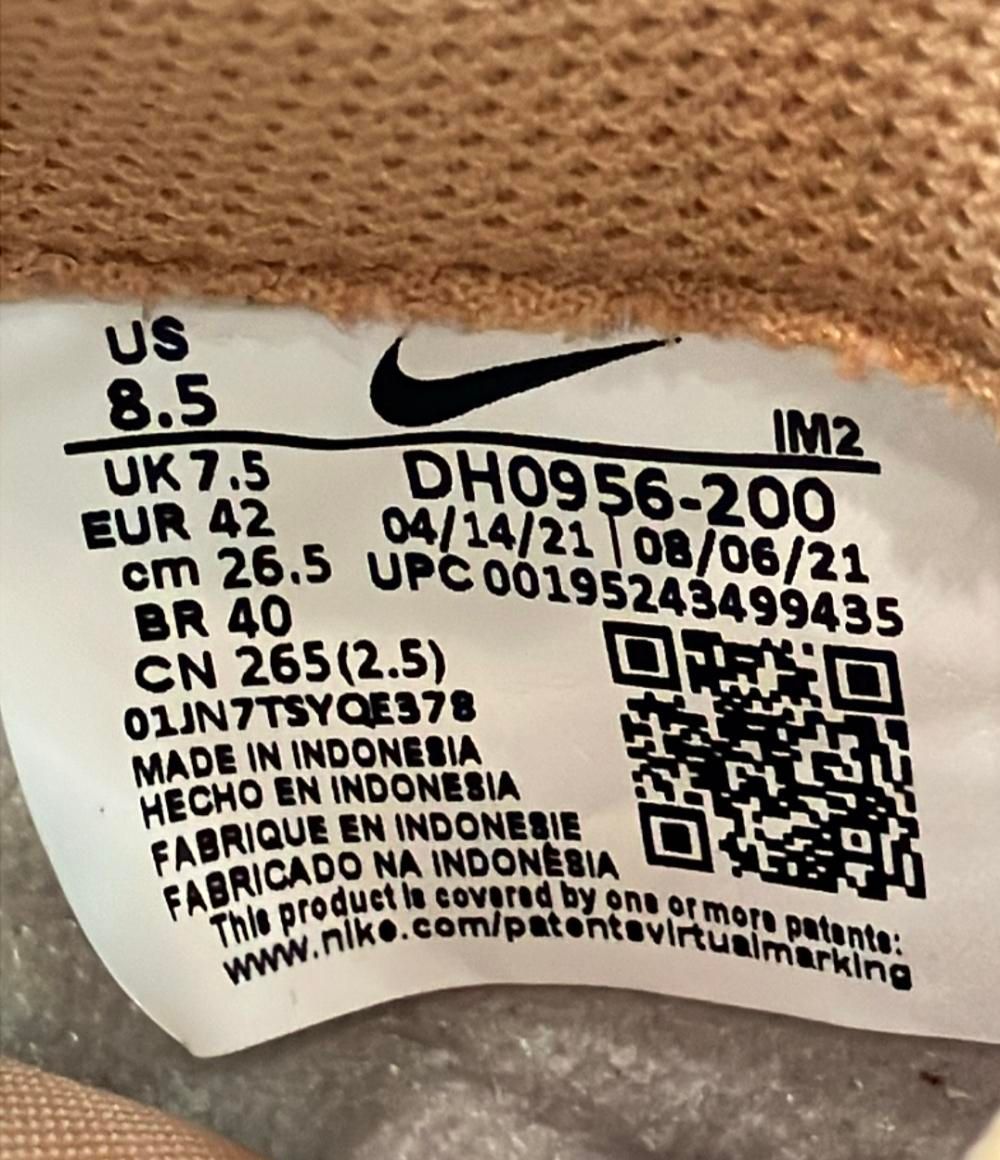 US
8.5
IM2
UK 7.5
DH0956-200
EUR 42
04/14/21 | 08/06/21
cm 26.5
UPC 00195243499435
BR 40
CN 265(2.5)
01JN7TSYQE378
MADE IN INDONESIA
HECHO EN INDONESIA
FABRIQUE EN INDONESIE
FABRICADO NA INDONÉSIA
This product is covered by one or more patents:
www.nike.com/patentsvirtualmarking